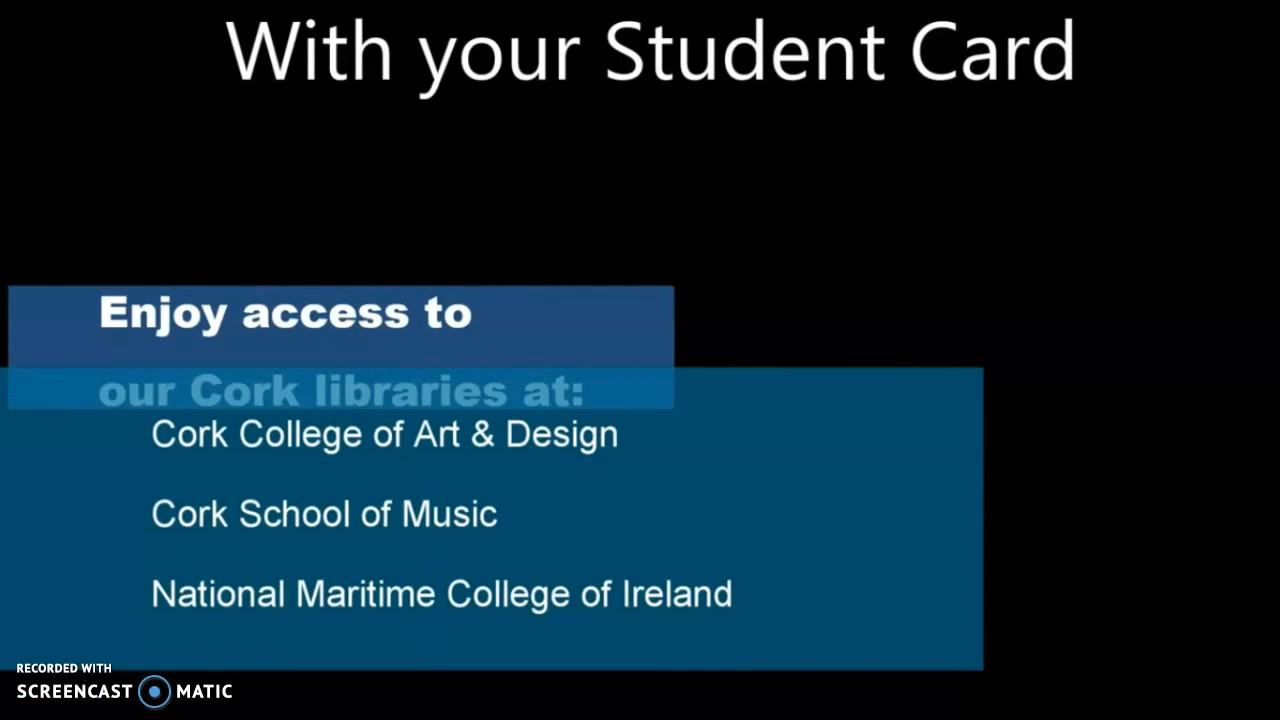 With your Student Card
Enjoy access to
our Cork libraries at:
Cork College of Art & Design
Cork School of Music
National Maritime College of Ireland
RECORDED WITH
SCREENCAST MATIC